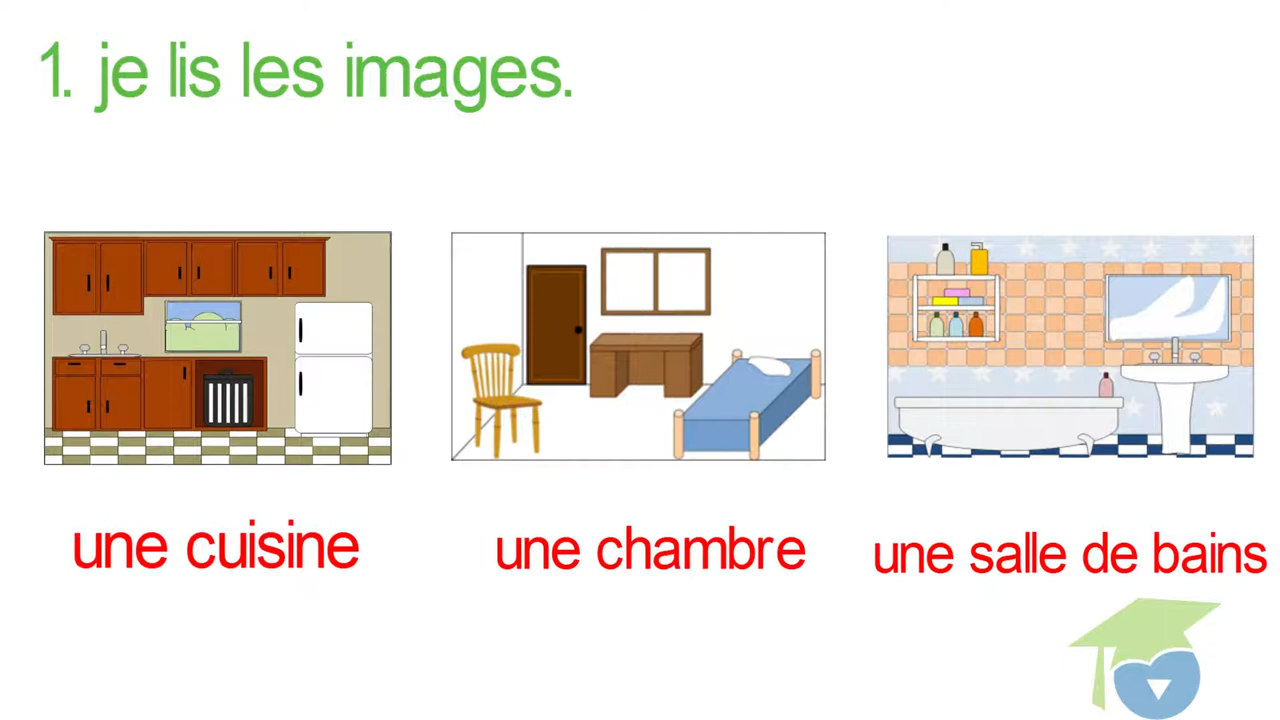 1. je lis les images.
une cuisine
une chambre
une salle de bains